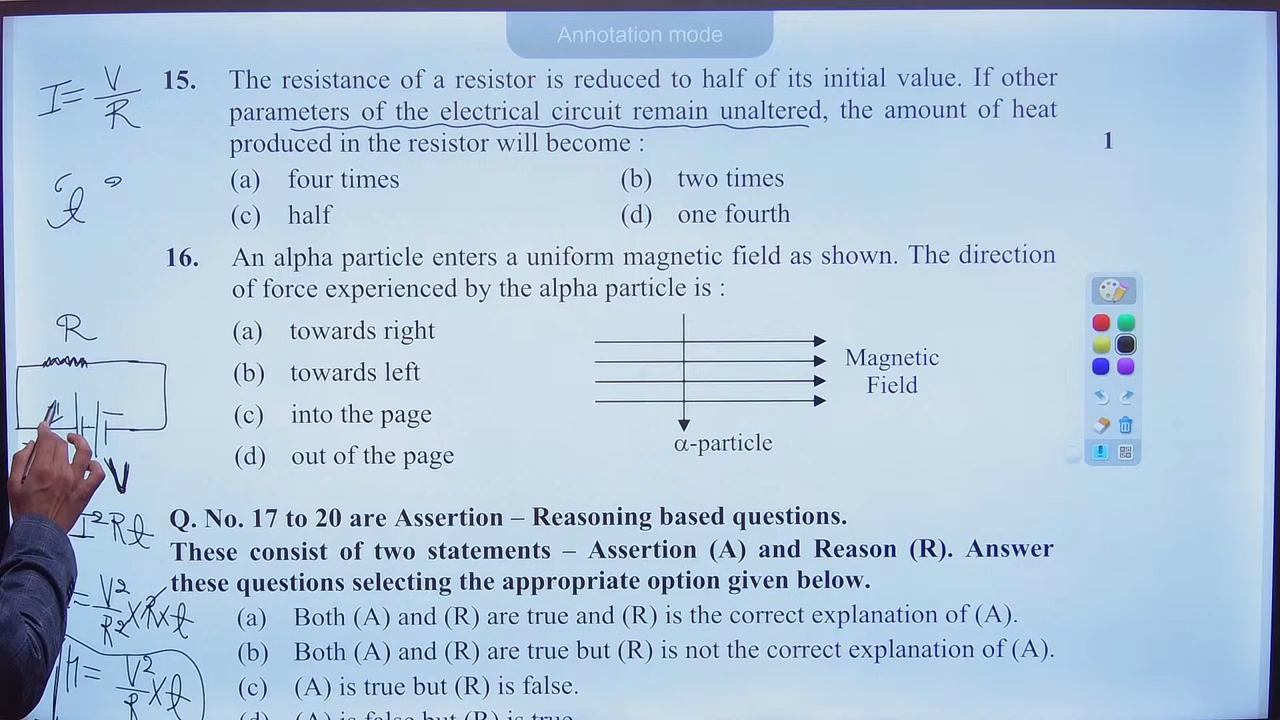 Annotation mode
I = V/R
15. The resistance of a resistor is reduced to half of its initial value. If other
parameters of the electrical circuit remain unaltered, the amount of heat
produced in the resistor will become : 1
(a) four times (b) two times
(c) half (d) one fourth
16. An alpha particle enters a uniform magnetic field as shown. The direction
of force experienced by the alpha particle is :
R
(a) towards right
(b) towards left
(c) into the page
(d) out of the page
Magnetic
Field
α-particle
V
Q. No. 17 to 20 are Assertion – Reasoning based questions.
These consist of two statements – Assertion (A) and Reason (R). Answer
these questions selecting the appropriate option given below.
(a) Both (A) and (R) are true and (R) is the correct explanation of (A).
(b) Both (A) and (R) are true but (R) is not the correct explanation of (A).
(c) (A) is true but (R) is false.
(d) (A) is false but (R) is true